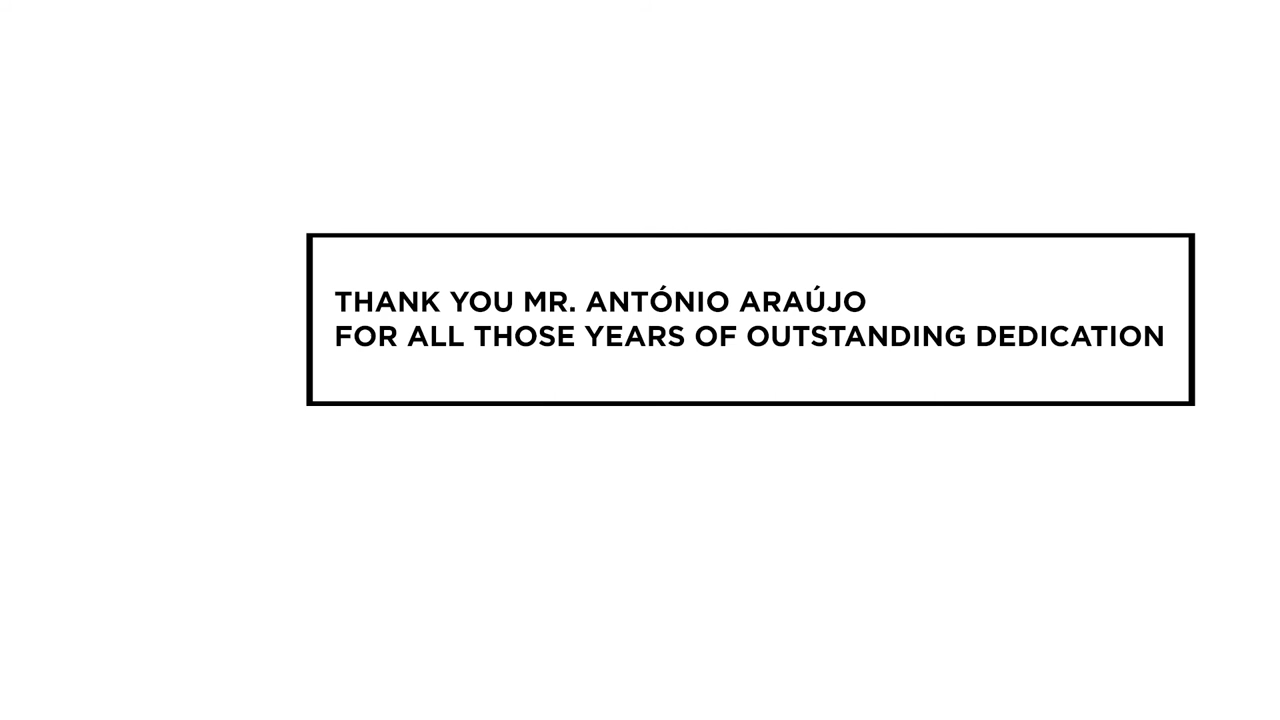 THANK YOU MR. ANTÓNIO ARAÚJO
FOR ALL THOSE YEARS OF OUTSTANDING DEDICATION